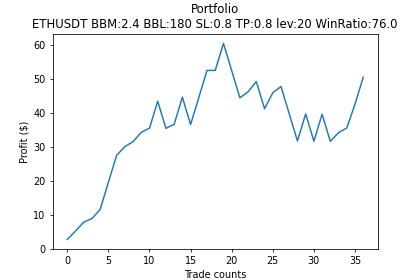 Portfolio
ETHUSDT BBM:2.4 BBL:180 SL:0.8 TP:0.8 lev:20 WinRatio:76.0
60
50
40
30
20
10
0
Profit ($)
0 5 10 15 20 25 30 35
Trade counts